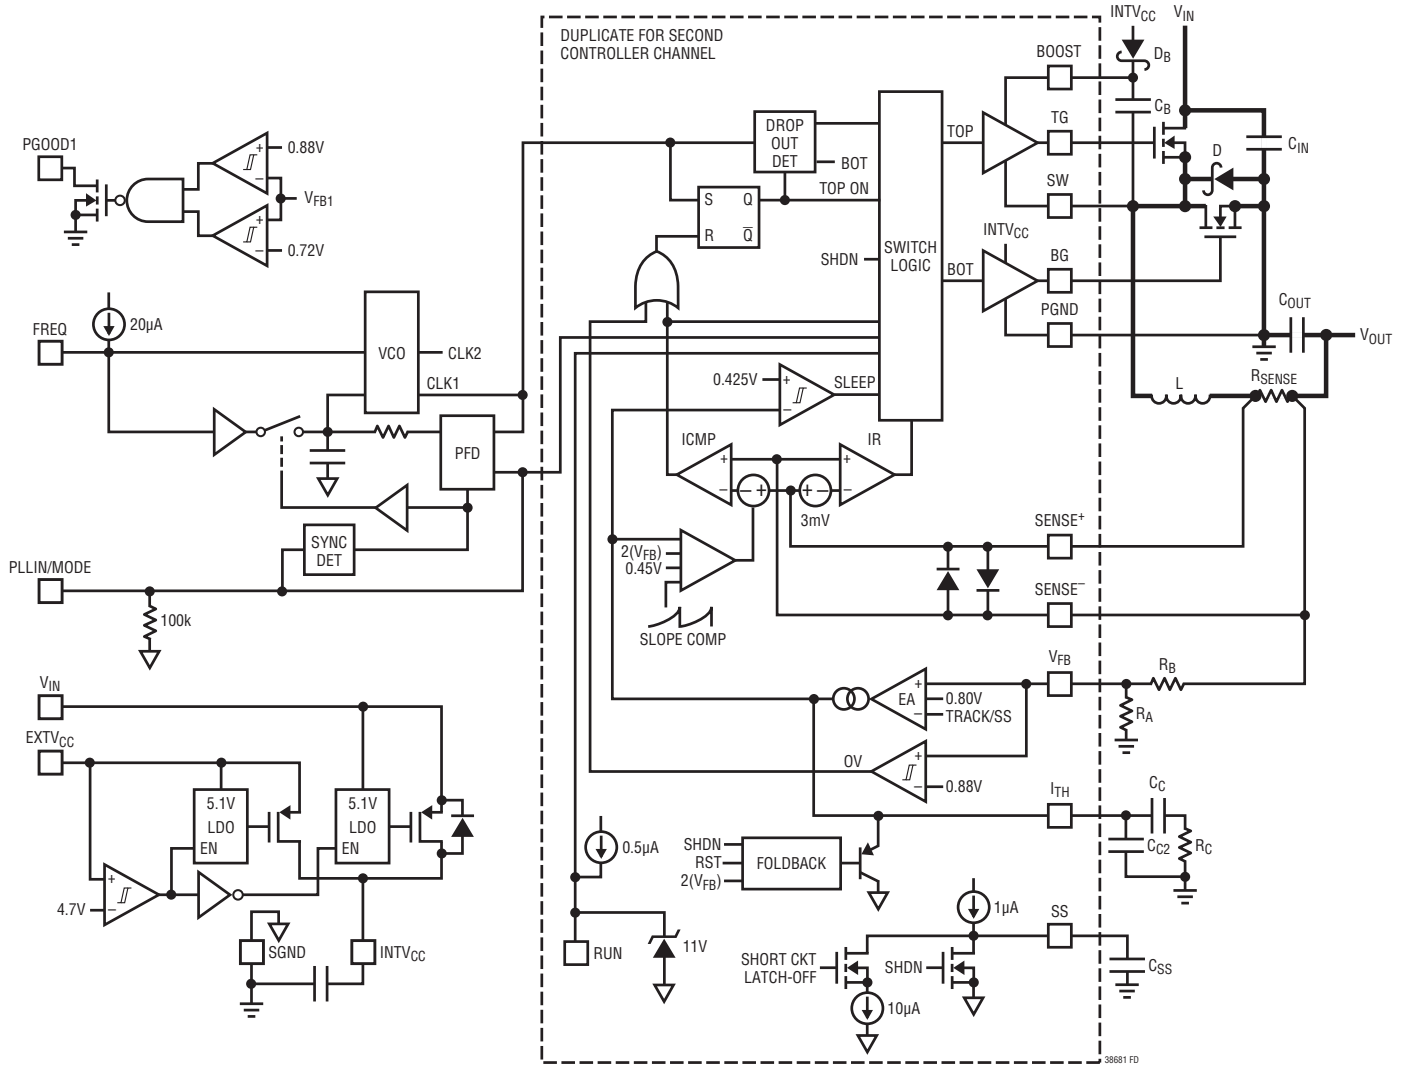 DUPLICATE FOR SECOND
CONTROLLER CHANNEL
INTVCC
VIN
BOOST
DB
CB
DROP
OUT
DET
TOP
TG
CIN
PGOOD1
+
0.88V
−
BOT
D
VFB1
TOP ON
SW
S
Q
+
−
0.72V
R
Q̅
SWITCH
LOGIC
SHDN
INTVCC
BOT
BG
PGND
COUT
VOUT
FREQ
20µA
VCO
CLK2
CLK1
0.425V
+
−
SLEEP
L
RSENSE
PFD
ICMP
IR
+
−
− +
+ −
+
−
3mV
SENSE+
SYNC
DET
2(VFB)
0.45V
PLLIN/MODE
SENSE−
100k
SLOPE COMP
VIN
VFB
RB
EA
+
0.80V
−
TRACK/SS
RA
EXTVCC
OV
+
−
0.88V
5.1V
LDO
EN
5.1V
LDO
EN
ITH
CC
CC2
RC
0.5µA
SHDN
RST
2(VFB)
FOLDBACK
+
4.7V
−
1µA
SS
SGND
INTVCC
RUN
11V
SHORT CKT
LATCH-OFF
SHDN
CSS
10µA
38681 FD